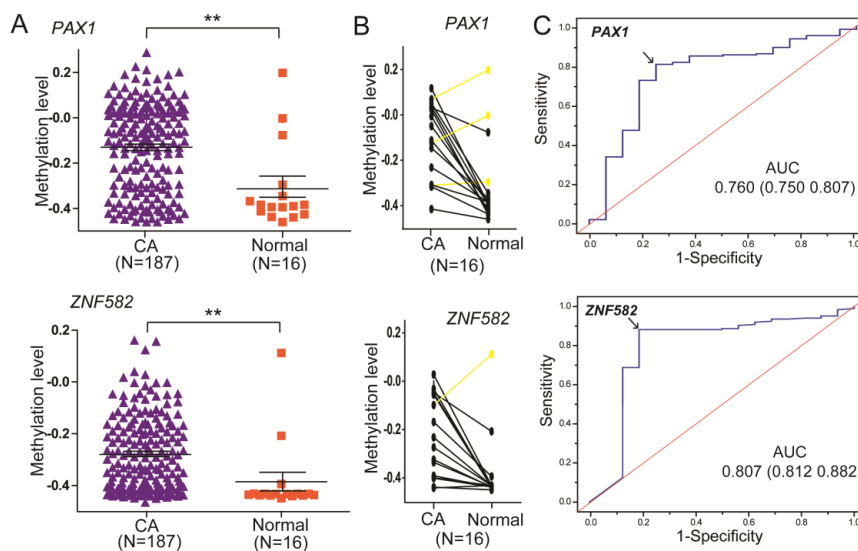 A
PAX1
**
Methylation level
0.2
-0.0
-0.2
-0.4
CA
(N=187)
Normal
(N=16)
B
PAX1
Methylation level
0.2
-0.0
-0.2
-0.4
CA Normal
(N=16)
C
PAX1
Sensitivity
1.0
0.8
0.6
0.4
0.2
0.0
AUC
0.760 (0.750 0.807)
0.0 0.2 0.4 0.6 0.8 1.0
1-Specificity
ZNF582
**
Methylation level
0.2
-0.0
-0.2
-0.4
CA
(N=187)
Normal
(N=16)
ZNF582
Methylation level
0.2
-0.0
-0.2
-0.4
CA Normal
(N=16)
ZNF582
Sensitivity
1.0
0.8
0.6
0.4
0.2
0.0
AUC
0.807 (0.812 0.882
0.0 0.2 0.4 0.6 0.8 1.0
1-Specificity